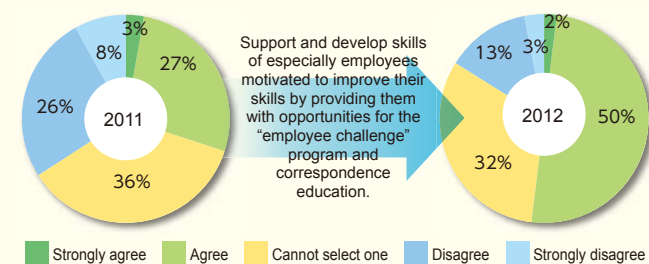 3%
8%
27%
26%
2011
36%
Support and develop skills
of especially employees
motivated to improve their
skills by providing them
with opportunities for the
“employee challenge”
program and
correspondence
education.
2%
3%
13%
2012
50%
32%
Strongly agree
Agree
Cannot select one
Disagree
Strongly disagree